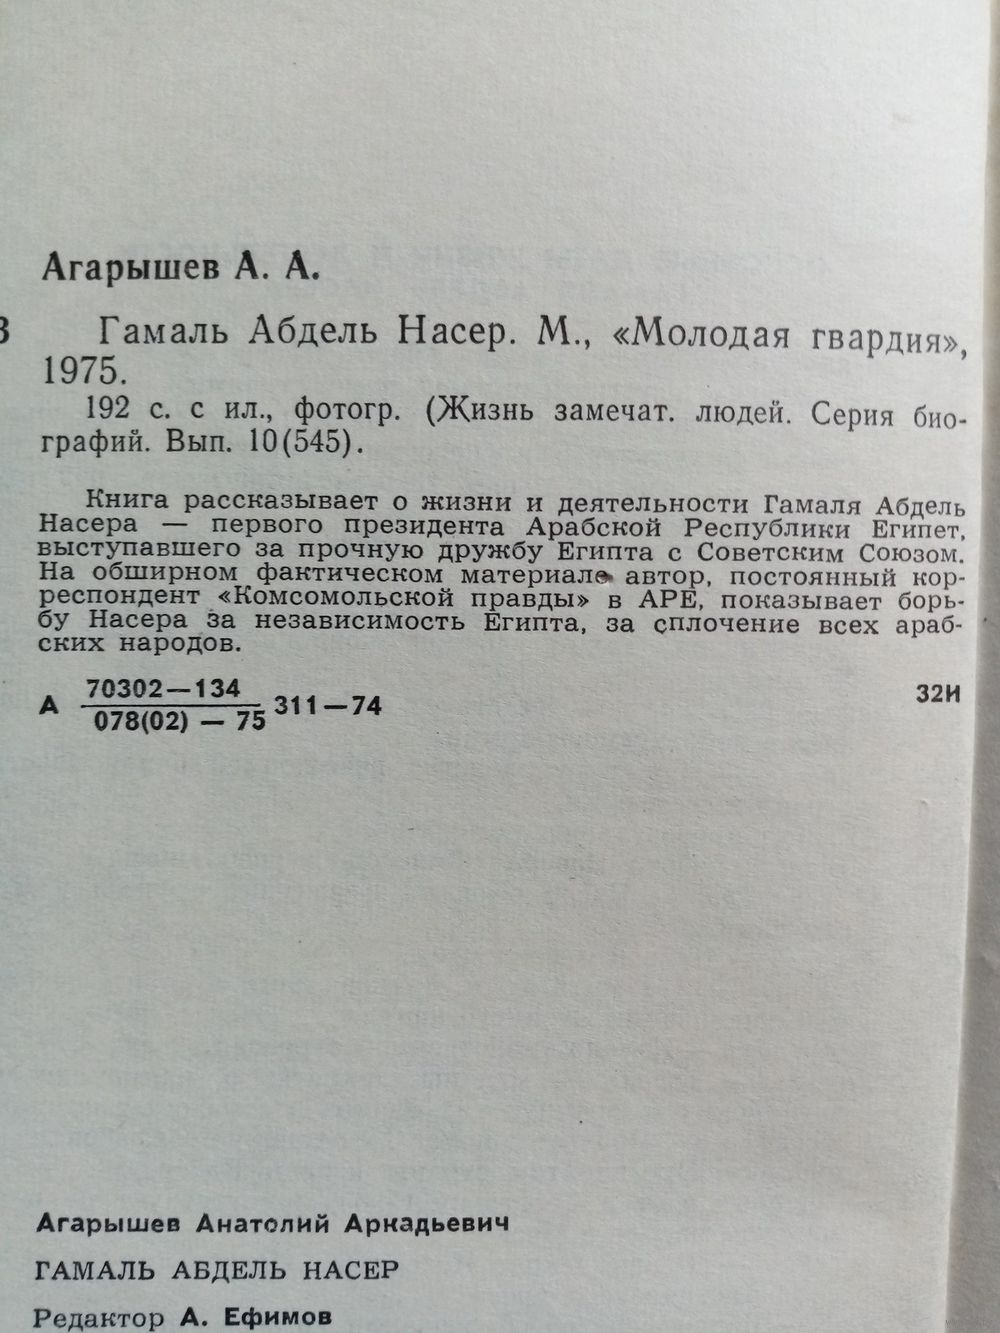 Агарышев А. А.
Гамаль Абдель Насер. М., «Молодая гвардия»,
1975.
192 с. с ил., фотогр. (Жизнь замечат. людей. Серия био-
графий. Вып. 10(545).
Книга рассказывает о жизни и деятельности Гамаля Абдель
Насера — первого президента Арабской Республики Египет,
выступавшего за прочную дружбу Египта с Советским Союзом.
На обширном фактическом материале автор, постоянный кор-
респондент «Комсомольской правды» в АРЕ, показывает борь-
бу Насера за независимость Египта, за сплочение всех араб-
ских народов.
А 70302—134
078(02) — 75 311—74 32И
Агарышев Анатолий Аркадьевич
ГАМАЛЬ АБДЕЛЬ НАСЕР
Редактор А. Ефимов